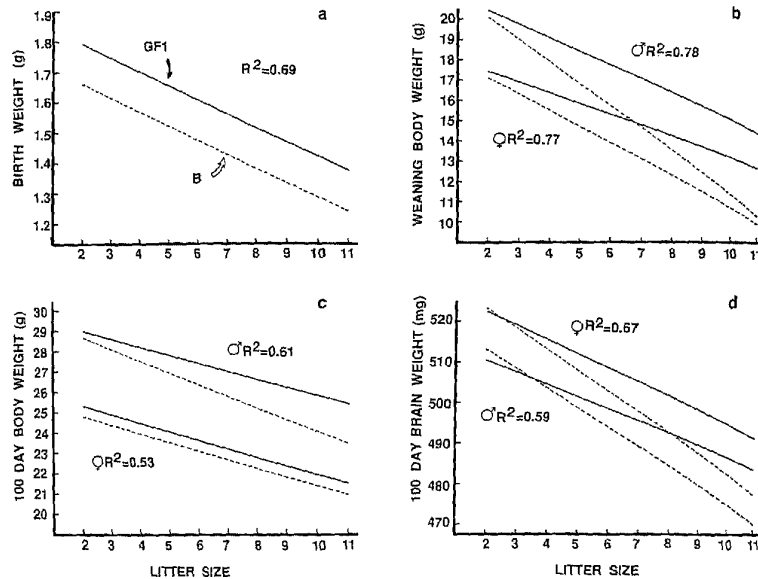 a
BIRTH WEIGHT (g)
1.9
1.8
1.7
1.6
1.5
1.4
1.3
1.2
GF1
R²=0.69
B
2 3 4 5 6 7 8 9 10 11
b
WEANING BODY WEIGHT (g)
20
19
18
17
16
15
14
13
12
11
10
♂R²=0.78
♀R²=0.77
2 3 4 5 6 7 8 9 10 11
c
100 DAY BODY WEIGHT (g)
30
29
28
27
26
25
24
23
22
21
20
♂R²=0.61
♀R²=0.53
2 3 4 5 6 7 8 9 10 11
LITTER SIZE
d
100 DAY BRAIN WEIGHT (mg)
520
510
500
490
480
470
♀R²=0.67
♂R²=0.59
2 3 4 5 6 7 8 9 10 11
LITTER SIZE